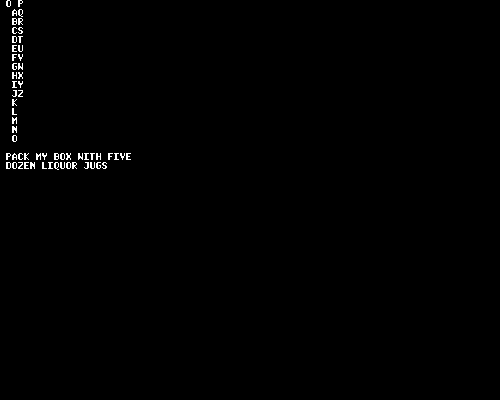 O P
AQ
BR
CS
DT
EU
FV
GW
HX
IY
JZ
K
L
M
N
O
PACK MY BOX WITH FIVE
DOZEN LIQUOR JUGS